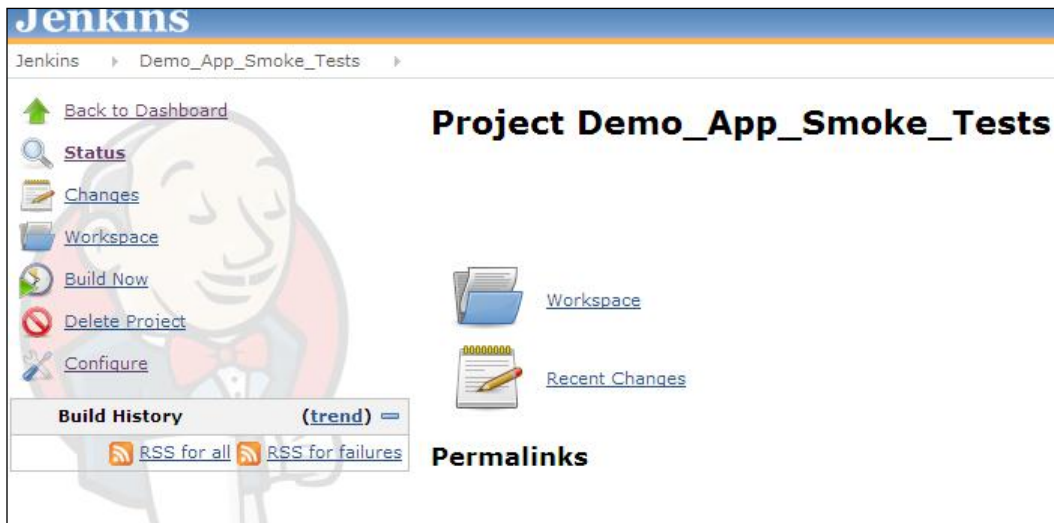 Jenkins
Jenkins Demo_App_Smoke_Tests
Back to Dashboard
Status
Changes
Workspace
Build Now
Delete Project
Configure
Build History (trend)
RSS for all RSS for failures
Project Demo_App_Smoke_Tests
Workspace
Recent Changes
Permalinks